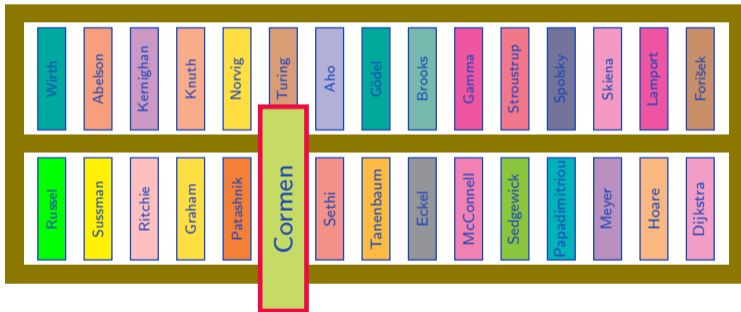 Wirth
Abelson
Kernighan
Knuth
Norvig
Turing
Aho
Gödel
Brooks
Gamma
Stroustrup
Spolsky
Skiena
Lamport
Forišek
Russel
Sussman
Ritchie
Graham
Patashnik
Cormen
Sethi
Tanenbaum
Eckel
McConnell
Sedgewick
Papadimitriou
Meyer
Hoare
Dijkstra